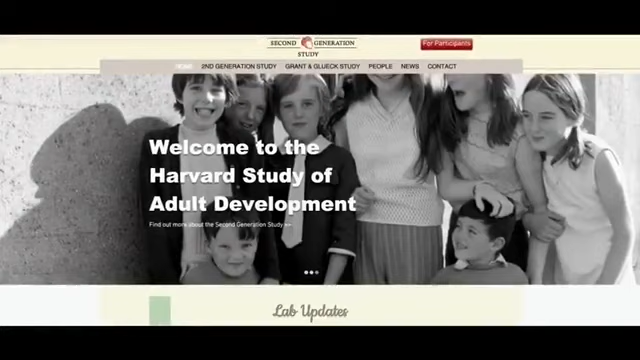 SECOND GENERATION
STUDY
For Participants
HOME 2ND GENERATION STUDY GRANT & GLUECK STUDY PEOPLE NEWS CONTACT
Welcome to the
Harvard Study of
Adult Development
Find out more about the Second Generation Study >>
Lab Updates